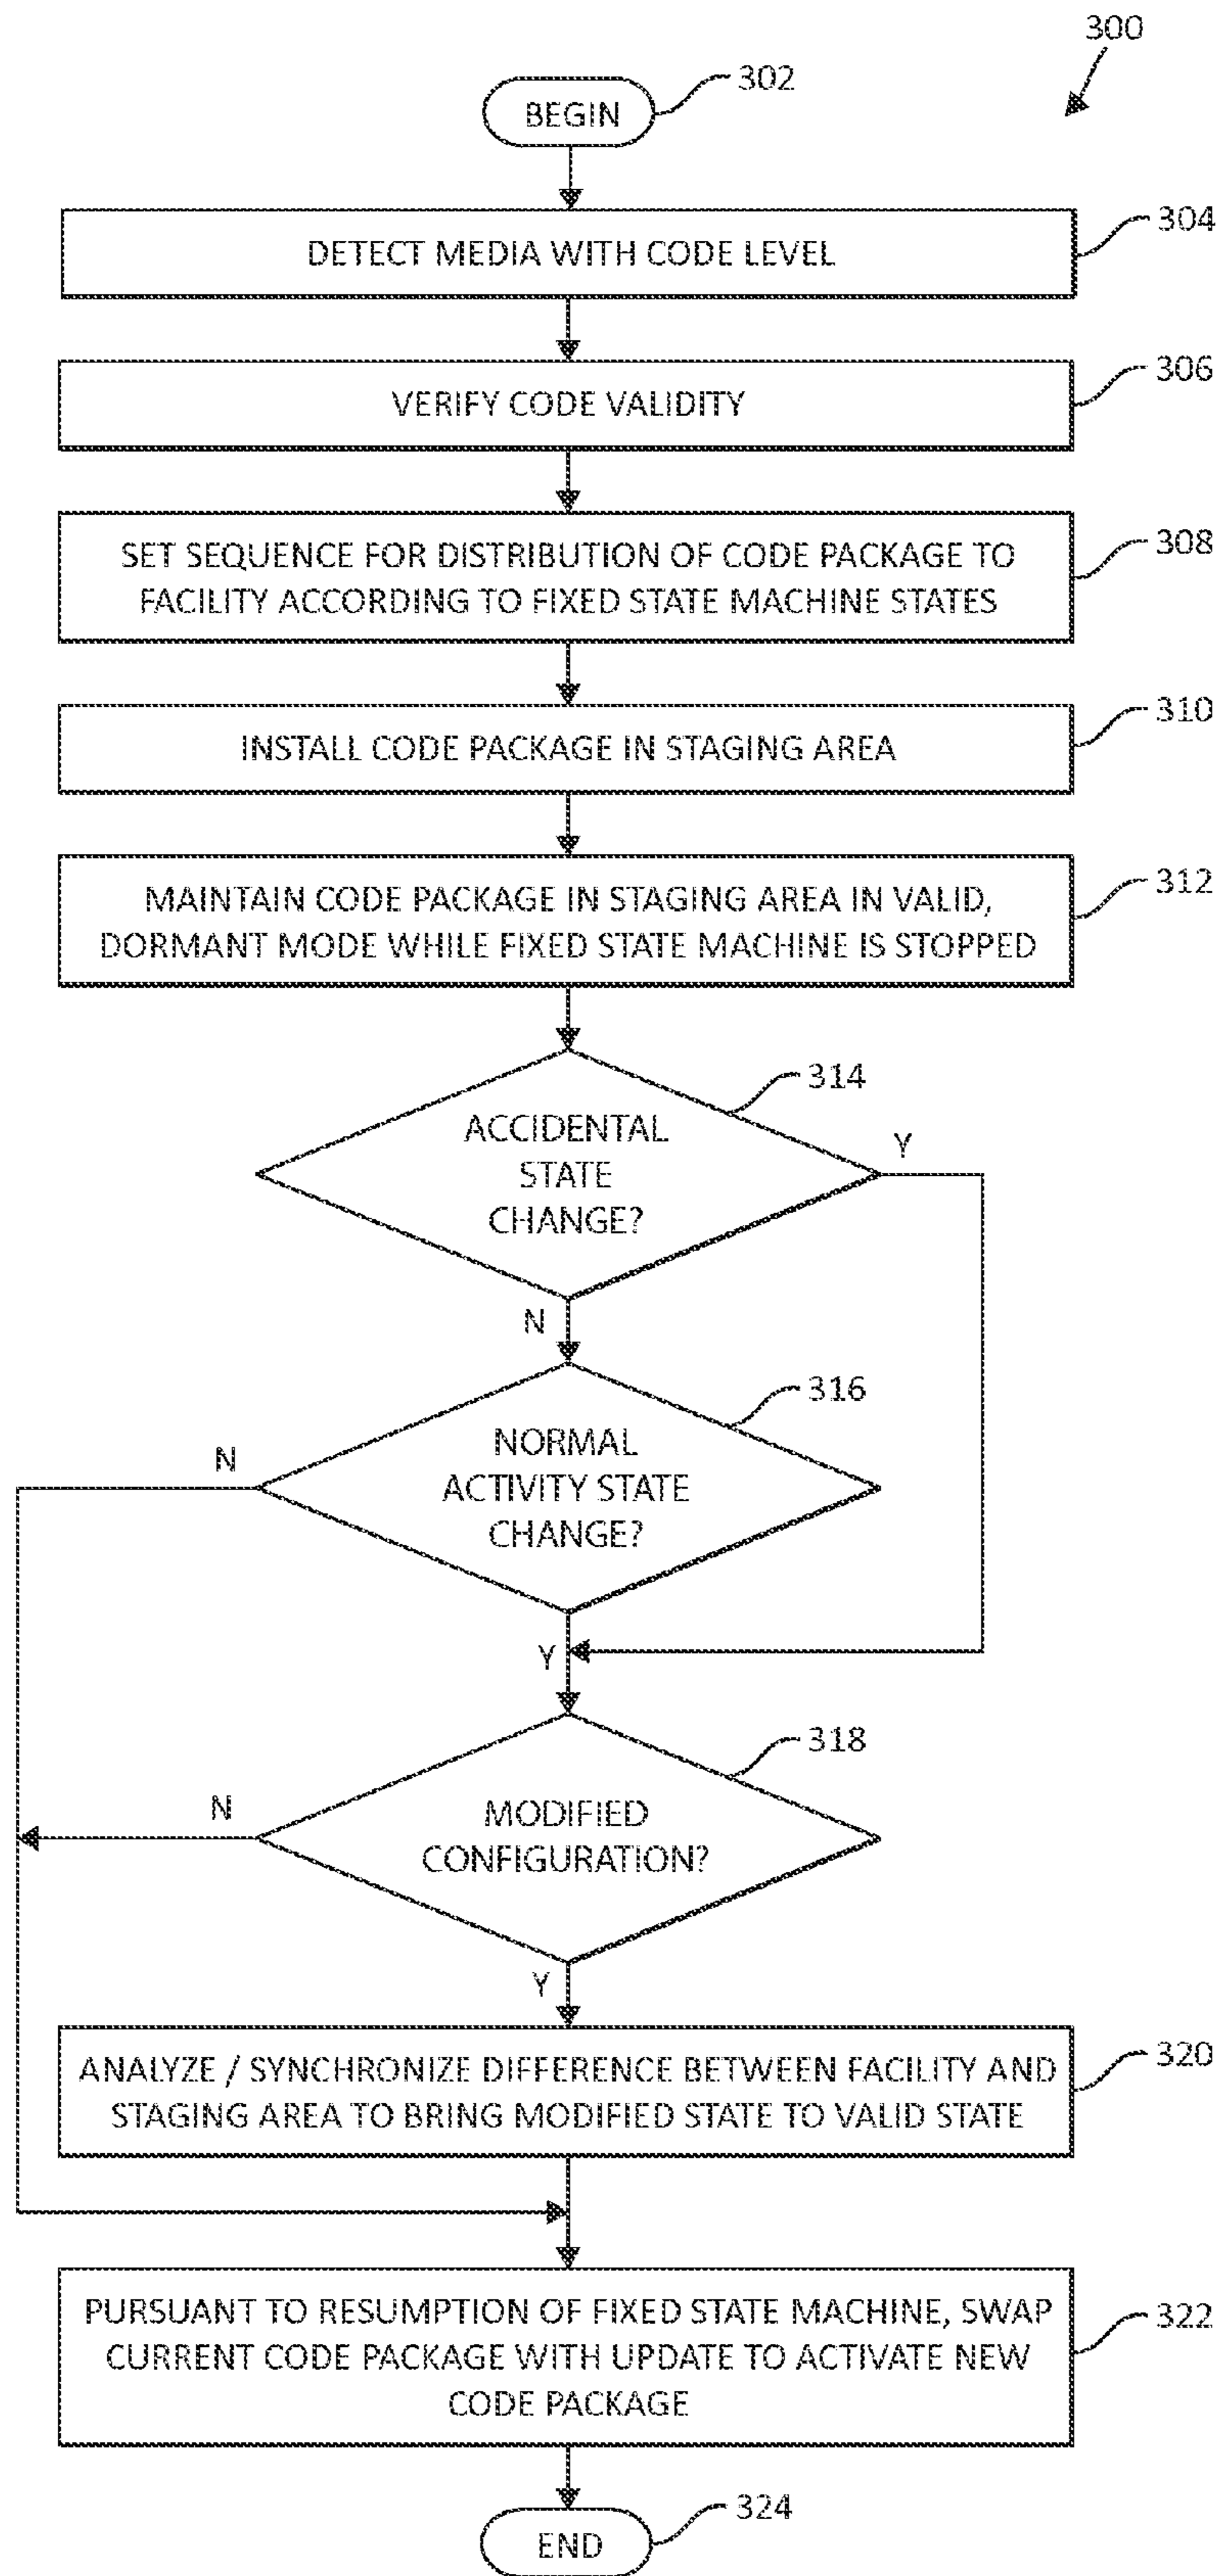 300
BEGIN
302
DETECT MEDIA WITH CODE LEVEL
304
VERIFY CODE VALIDITY
306
SET SEQUENCE FOR DISTRIBUTION OF CODE PACKAGE TO
FACILITY ACCORDING TO FIXED STATE MACHINE STATES
308
INSTALL CODE PACKAGE IN STAGING AREA
310
MAINTAIN CODE PACKAGE IN STAGING AREA IN VALID,
DORMANT MODE WHILE FIXED STATE MACHINE IS STOPPED
312
ACCIDENTAL
STATE
CHANGE?
314
Y
N
NORMAL
ACTIVITY STATE
CHANGE?
316
N
Y
MODIFIED
CONFIGURATION?
318
N
Y
ANALYZE / SYNCHRONIZE DIFFERENCE BETWEEN FACILITY AND
STAGING AREA TO BRING MODIFIED STATE TO VALID STATE
320
PURSUANT TO RESUMPTION OF FIXED STATE MACHINE, SWAP
CURRENT CODE PACKAGE WITH UPDATE TO ACTIVATE NEW
CODE PACKAGE
322
END
324